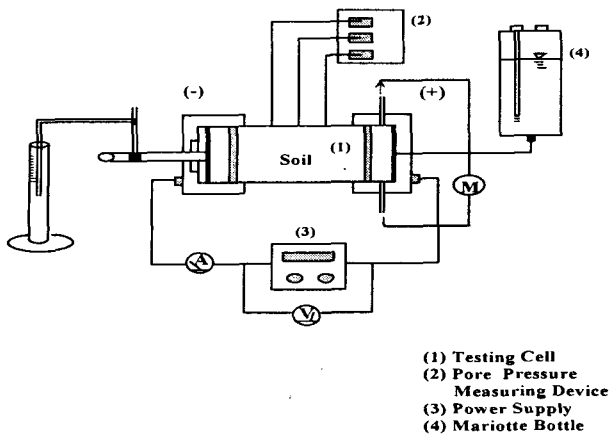 (2)
(4)
(-)
(+)
(1)
Soil
M
(3)
A
V
(1) Testing Cell
(2) Pore Pressure
Measuring Device
(3) Power Supply
(4) Mariotte Bottle